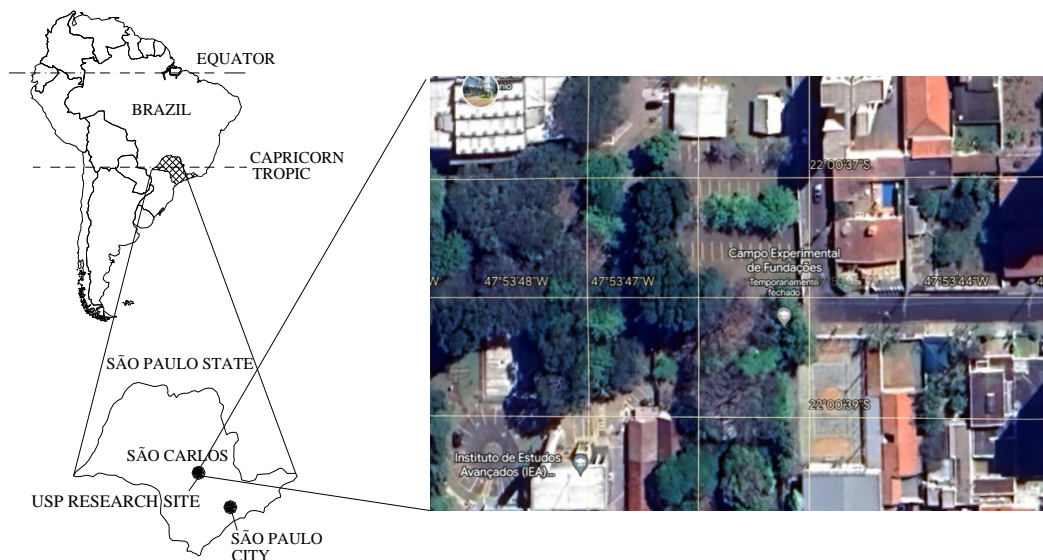 EQUATOR
BRAZIL
CAPRICORN
TROPIC
SÃO PAULO STATE
SÃO CARLOS
USP RESEARCH SITE
SÃO PAULO
CITY
22°00'37"S
Campo Experimental
de Fundações
Temporariamente
fechado
W
47°53'48"W
47°53'47"W
47°53'44"W
22°00'39"S
Instituto de Estudos
Avançados (IEA)...